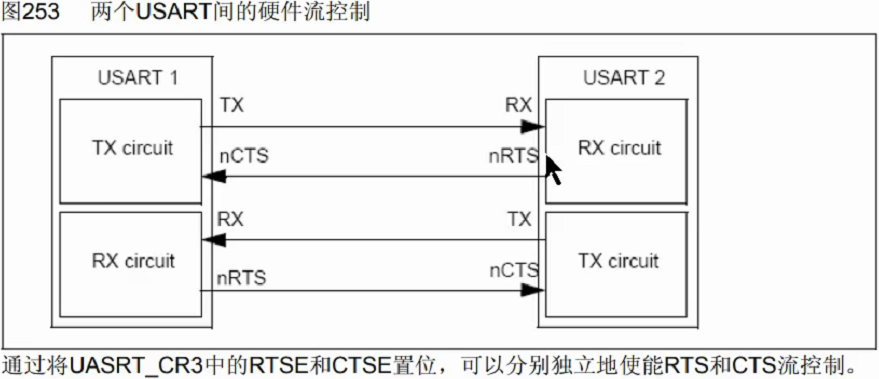 图253 两个USART间的硬件流控制
USART 1
USART 2
TX
RX
TX circuit
nCTS
nRTS
RX circuit
RX
TX
RX circuit
nRTS
nCTS
TX circuit
通过将UASRT_CR3中的RTSE和CTSE置位，可以分别独立地使能RTS和CTS流控制。